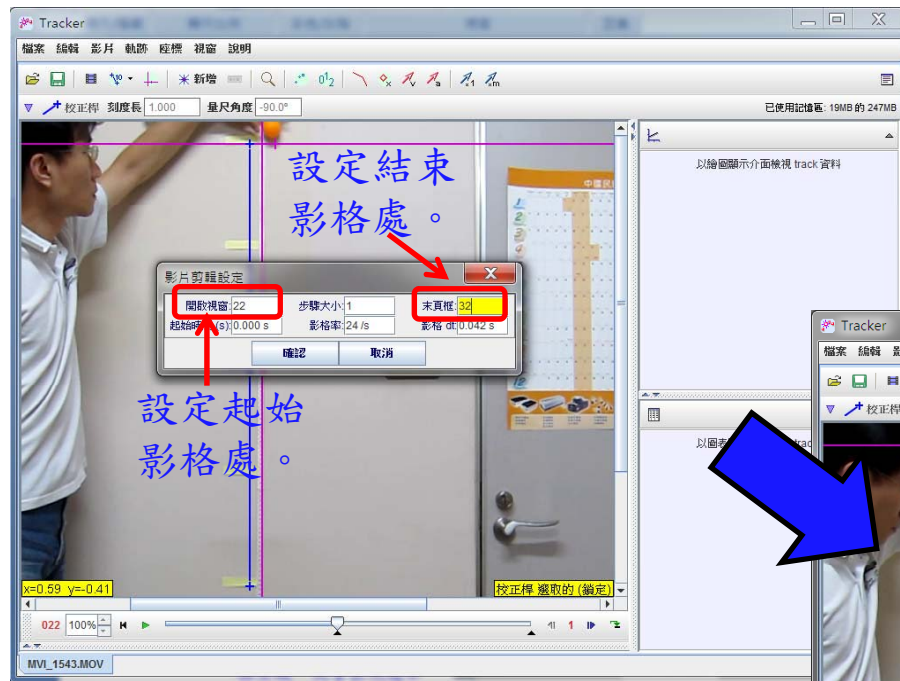 Tracker
檔案 編輯 影片 軌跡 座標 視窗 說明
新增
校正桿 刻度長 1.000 量尺角度 -90.0°
已使用記憶區: 19MB 的 247MB
以繪圖顯示介面檢視 track 資料
設定結束
影格處。
中國民
影片剪輯設定
開啟視窗: 22 步驟大小: 1 末頁框: 32
(s): 0.000 s 影格率: 24 /s 影格 dt: 0.042 s
確認 取消
設定起始
影格處。
Tracker
檔案 編輯
校正桿
x=0.59 y=-0.41
校正桿 選取的 (鎖定)
022 100% 1
MVI_1543.MOV